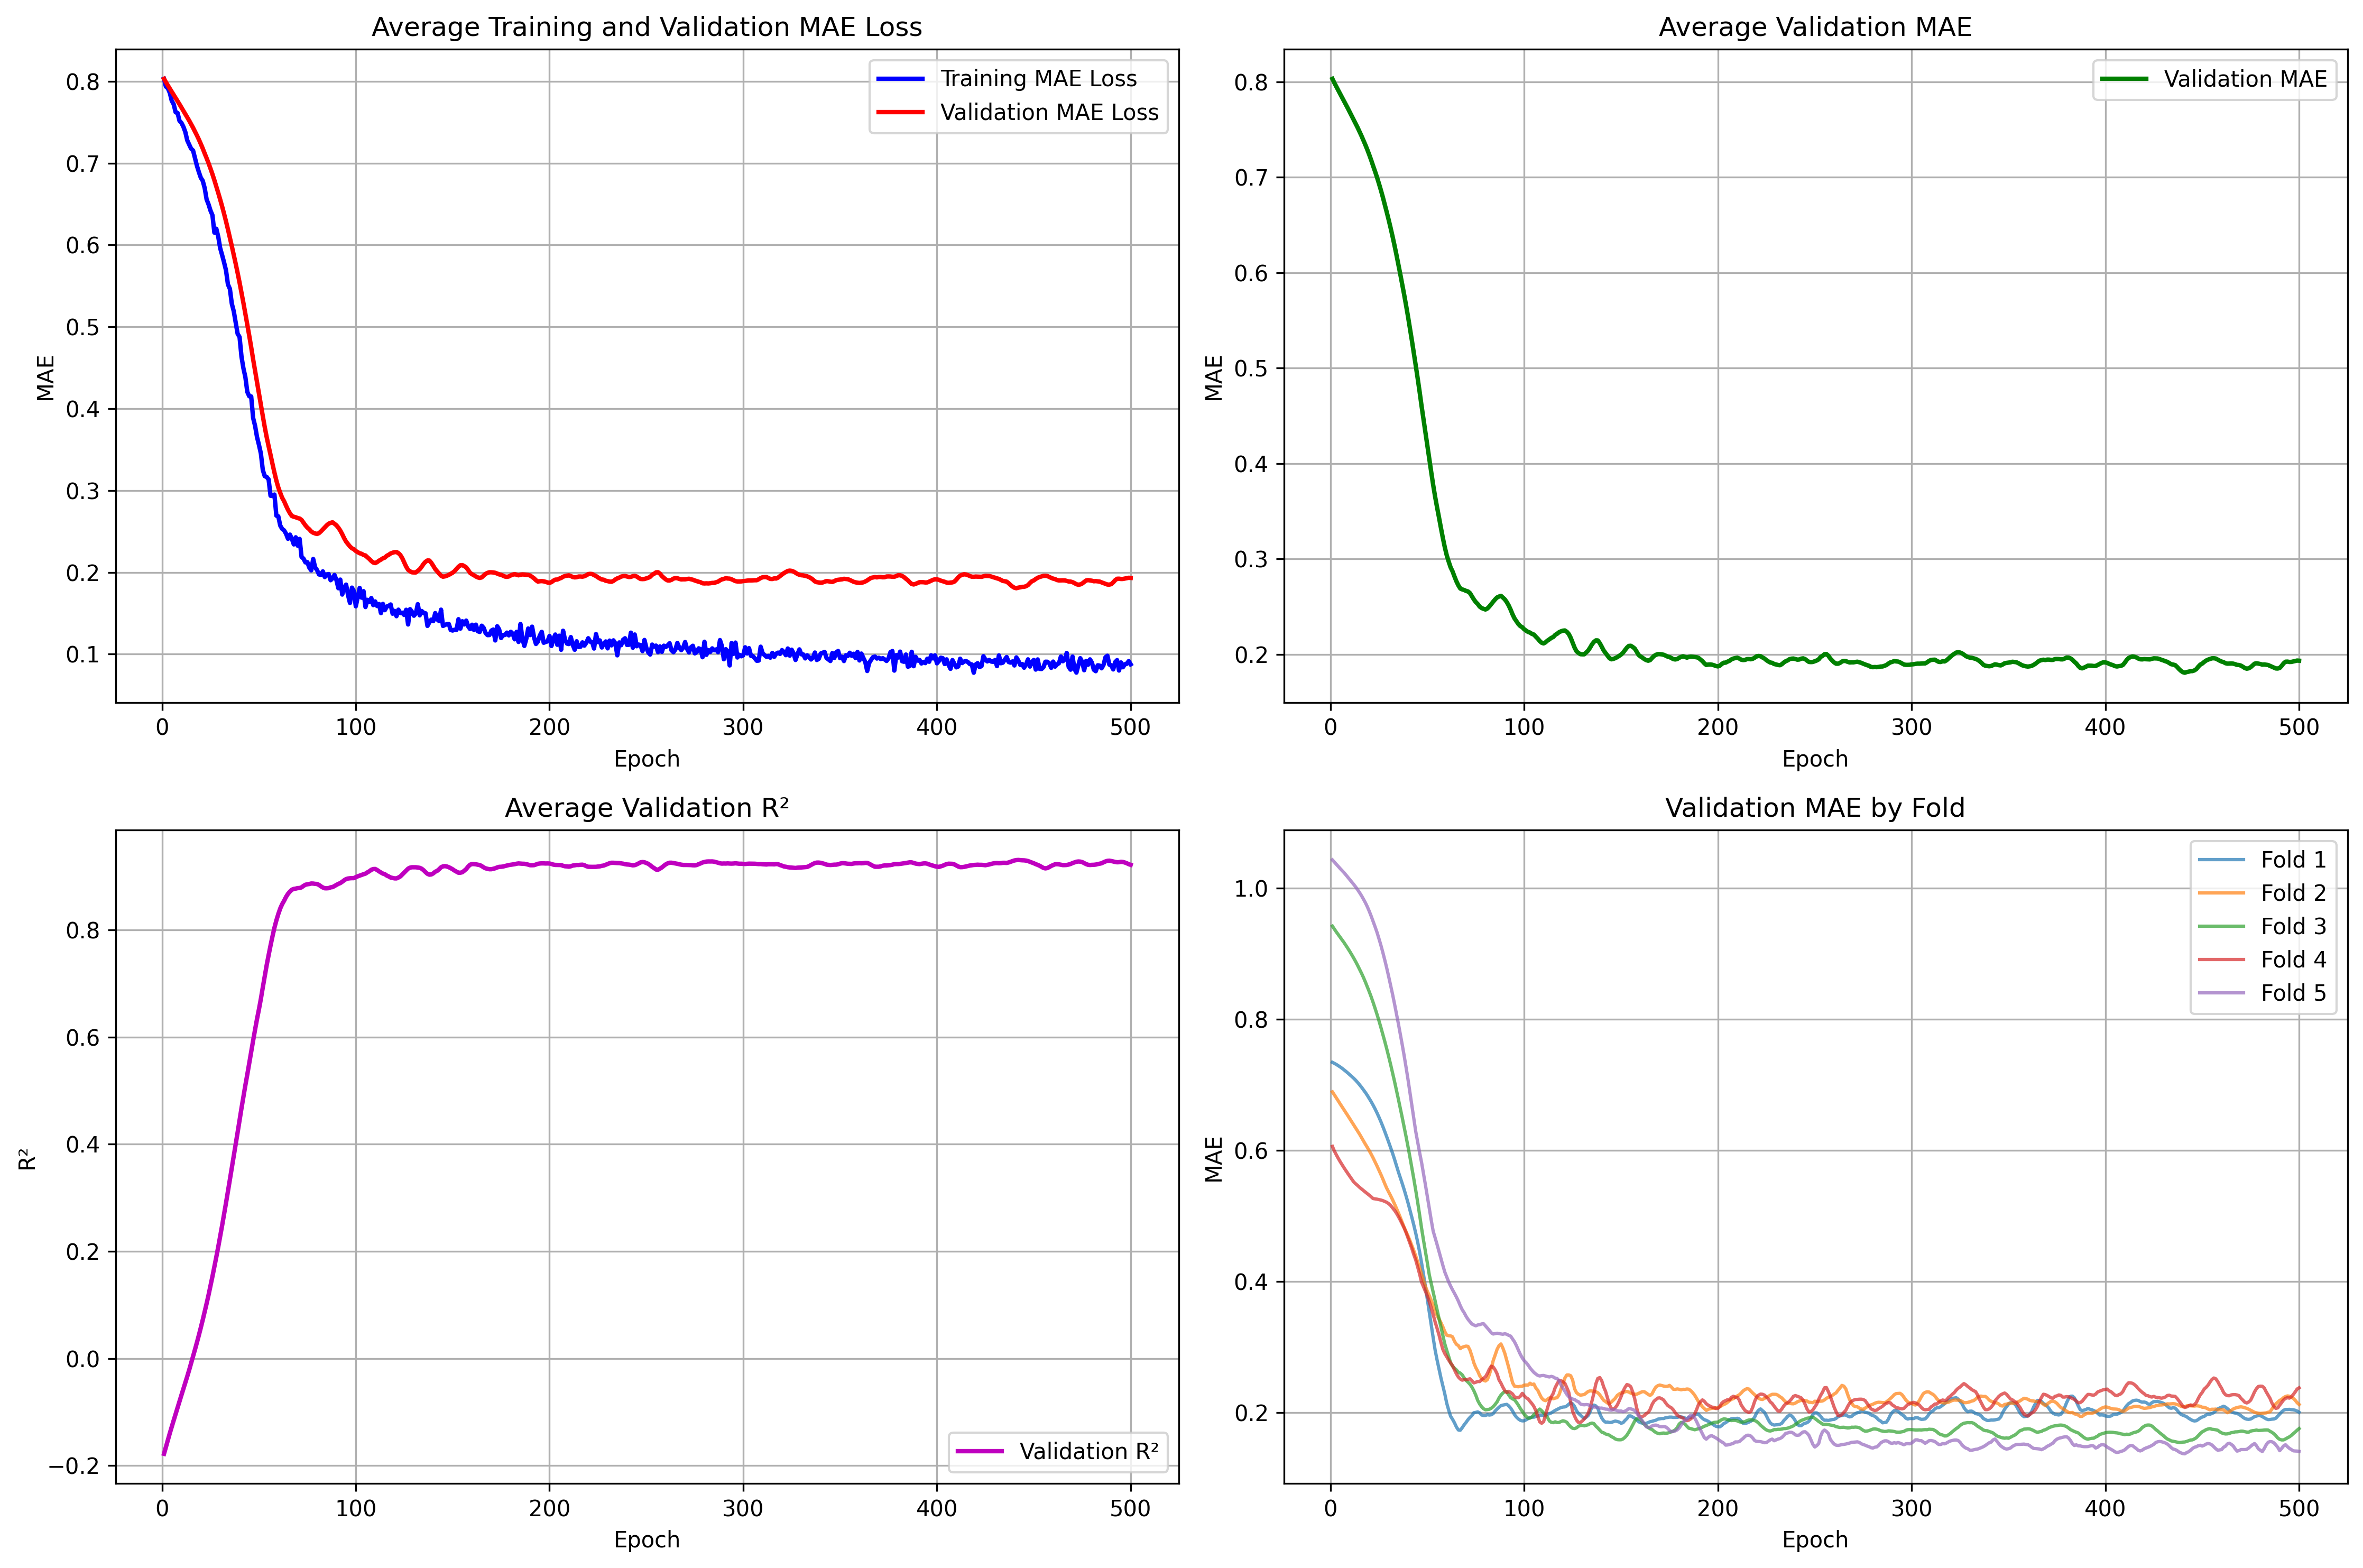 Average Training and Validation MAE Loss
MAE
0.8
0.7
0.6
0.5
0.4
0.3
0.2
0.1
Training MAE Loss
Validation MAE Loss
0 100 200 300 400 500
Epoch
Average Validation MAE
MAE
0.8
0.7
0.6
0.5
0.4
0.3
0.2
Validation MAE
0 100 200 300 400 500
Epoch
Average Validation R²
R²
0.8
0.6
0.4
0.2
0.0
−0.2
Validation R²
0 100 200 300 400 500
Epoch
Validation MAE by Fold
MAE
1.0
0.8
0.6
0.4
0.2
Fold 1
Fold 2
Fold 3
Fold 4
Fold 5
0 100 200 300 400 500
Epoch